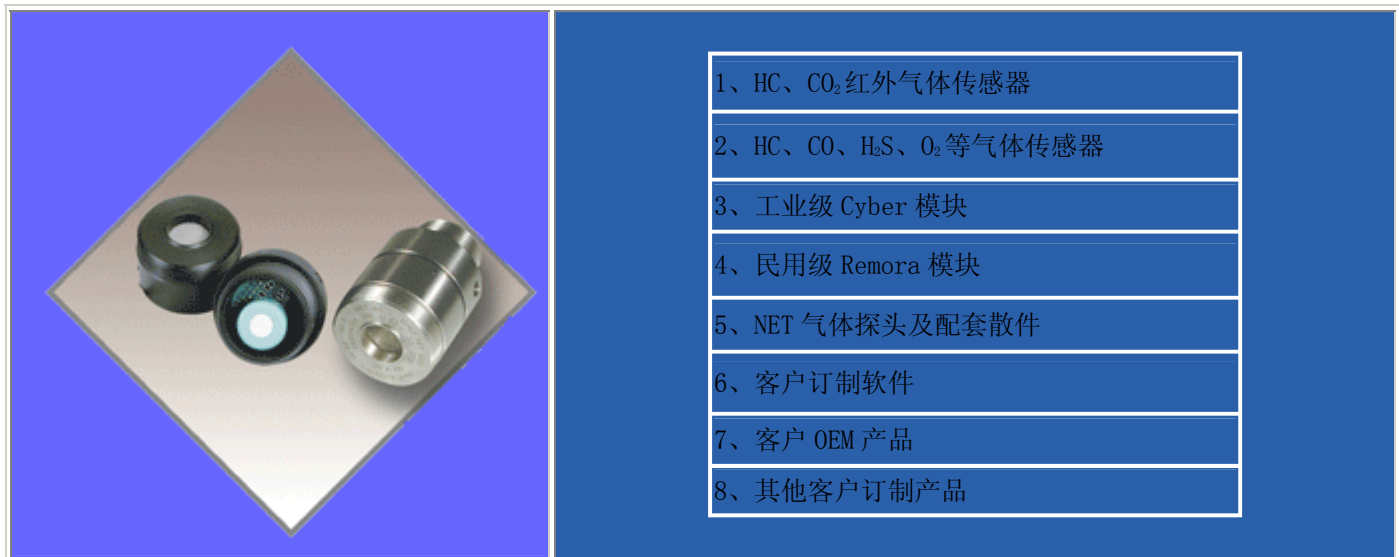 1、HC、CO₂红外气体传感器
2、HC、CO、H₂S、O₂等气体传感器
3、工业级 Cyber 模块
4、民用级 Remora 模块
5、NET 气体探头及配套散件
6、客户订制软件
7、客户 OEM 产品
8、其他客户订制产品